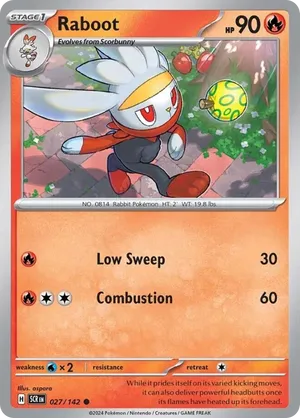 STAGE 1
Raboot
HP 90
Evolves from Scorbunny
NO. 0814 Rabbit Pokémon HT: 2' WT: 19.8 lbs
Low Sweep 30
Combustion 60
weakness ×2 resistance retreat
Illus. aspara
H SCR EN 027/142
While it prides itself on its varied kicking abilities,
it can also deliver powerful headbutts once
its flames have heated up its forehead.
©2024 Pokémon / Nintendo / Creatures / GAME FREAK